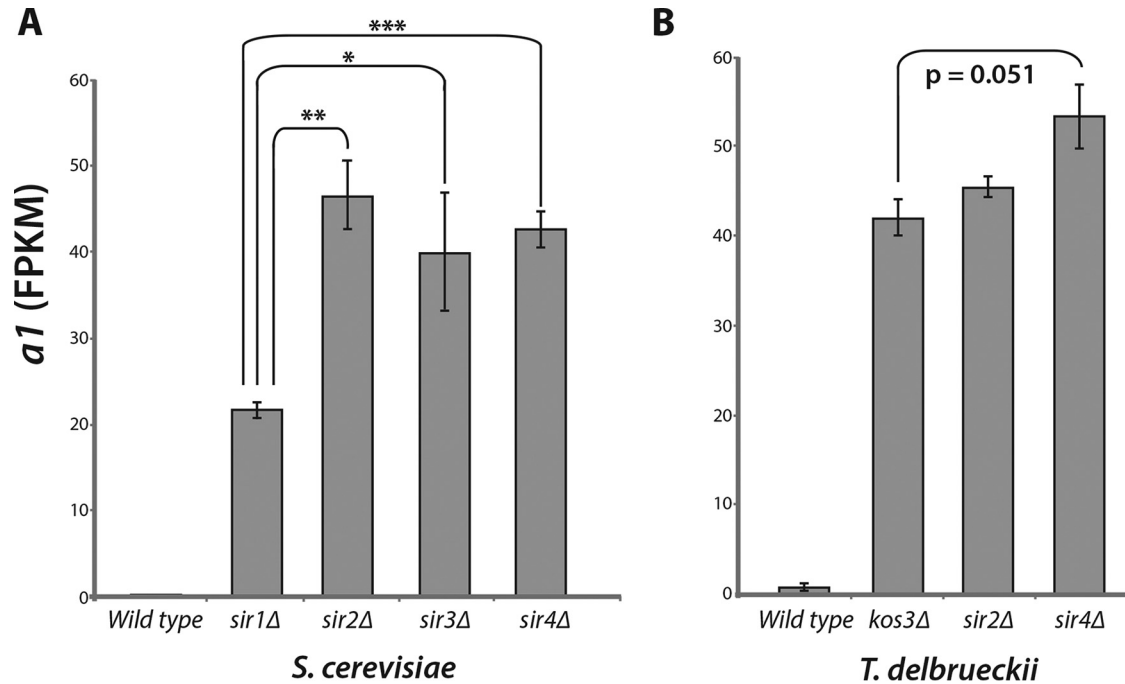 A
***
*
**
60
50
40
30
20
10
0
a1 (FPKM)
Wild type sir1Δ sir2Δ sir3Δ sir4Δ
S. cerevisiae
B
p = 0.051
60
50
40
30
20
10
0
Wild type kos3Δ sir2Δ sir4Δ
T. delbrueckii